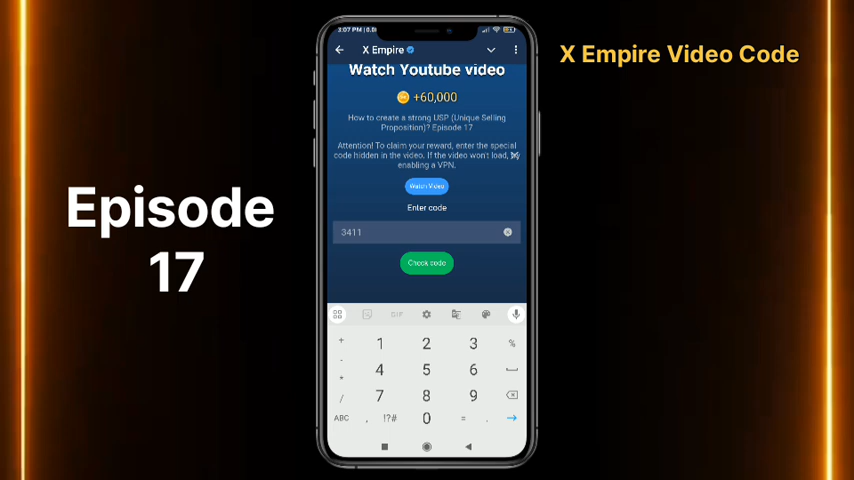 X Empire Video Code
Episode
17
3:07 PM
X Empire
Watch Youtube video
+60,000
How to create a strong USP (Unique Selling
Proposition)? Episode 17
Attention! To claim your reward, enter the special
code hidden in the video. If the video won't load,
enabling a VPN.
Watch Video
Enter code
3411
Check code
GIF
+ 1 2 3 %
- 4 5 6
* 7 8 9
/
ABC , !?# 0 = .